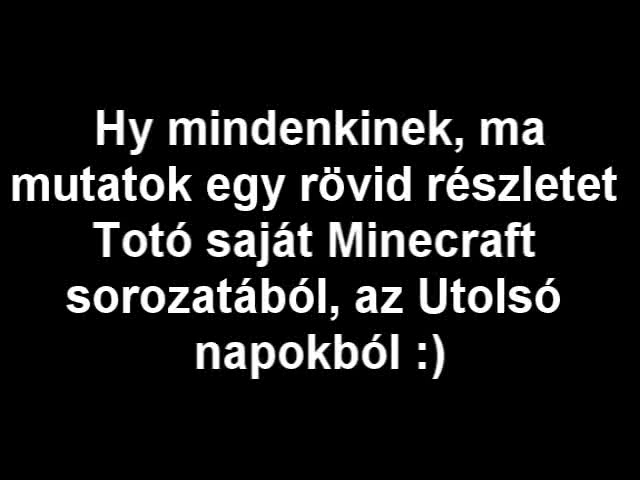 Hy mindenkinek, ma
mutatok egy rövid részletet
Totó saját Minecraft
sorozatából, az Utolsó
napokból :)